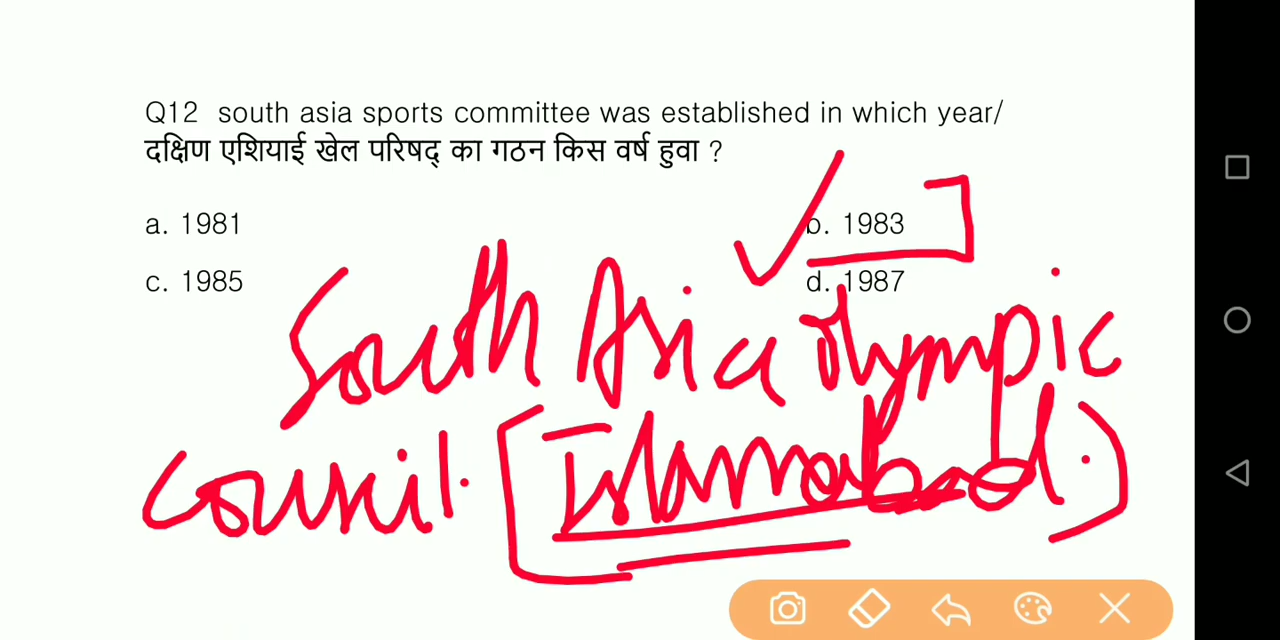 Q12 south asia sports committee was established in which year/
दक्षिण एशियाई खेल परिषद् का गठन किस वर्ष हुवा ?
a. 1981 b. 1983
c. 1985 d. 1987
South Asia olympic
council. [Islamabad.)